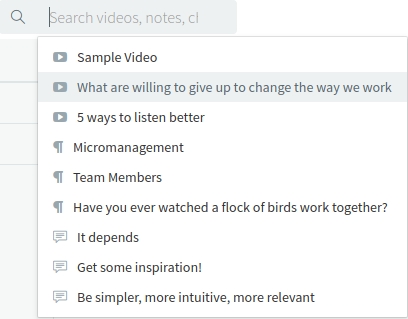 Search videos, notes, cl
Sample Video
What are willing to give up to change the way we work
5 ways to listen better
Micromanagement
Team Members
Have you ever watched a flock of birds work together?
It depends
Get some inspiration!
Be simpler, more intuitive, more relevant